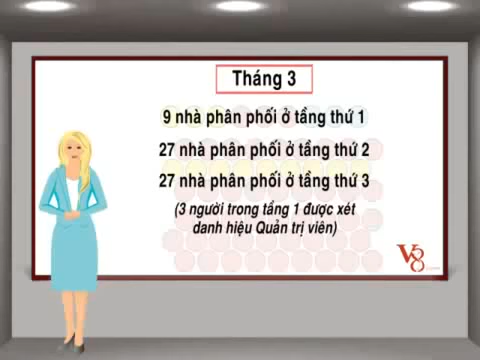 Tháng 3
9 nhà phân phối ở tầng thứ 1
27 nhà phân phối ở tầng thứ 2
27 nhà phân phối ở tầng thứ 3
(3 người trong tầng 1 được xét
danh hiệu Quản trị viên)
V38